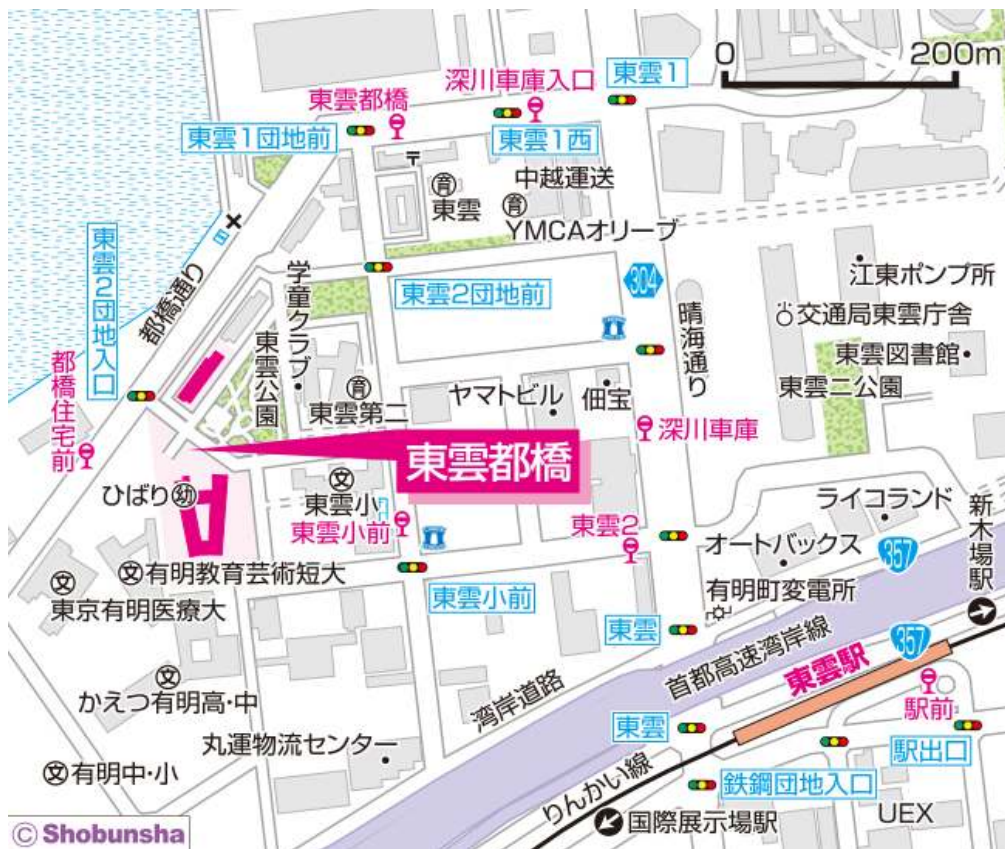 0 200m
東雲1
深川車庫入口
東雲都橋
東雲1団地前
東雲1西
〒
中越運送
育
東雲
育
YMCAオリーブ
東雲2団地入口
都橋通り
学童クラブ
東雲2団地前
304
晴海通り
江東ポンプ所
交通局東雲庁舎
東雲図書館
東雲二公園
東雲公園
育
東雲第二
ヤマトビル
佃宝
都橋住宅前
深川車庫
東雲都橋
ひばり幼
文
東雲小
東雲小前
東雲2
ライコランド
オートバックス
357
新木場駅
文有明教育芸術短大
文
東京有明医療大
東雲小前
有明町変電所
東雲
首都高速湾岸線
357
東雲駅
文
かえつ有明高・中
湾岸道路
駅前
丸運物流センター
東雲
駅出口
文有明中・小
りんかい線
鉄鋼団地入口
国際展示場駅
UEX
© Shobunsha